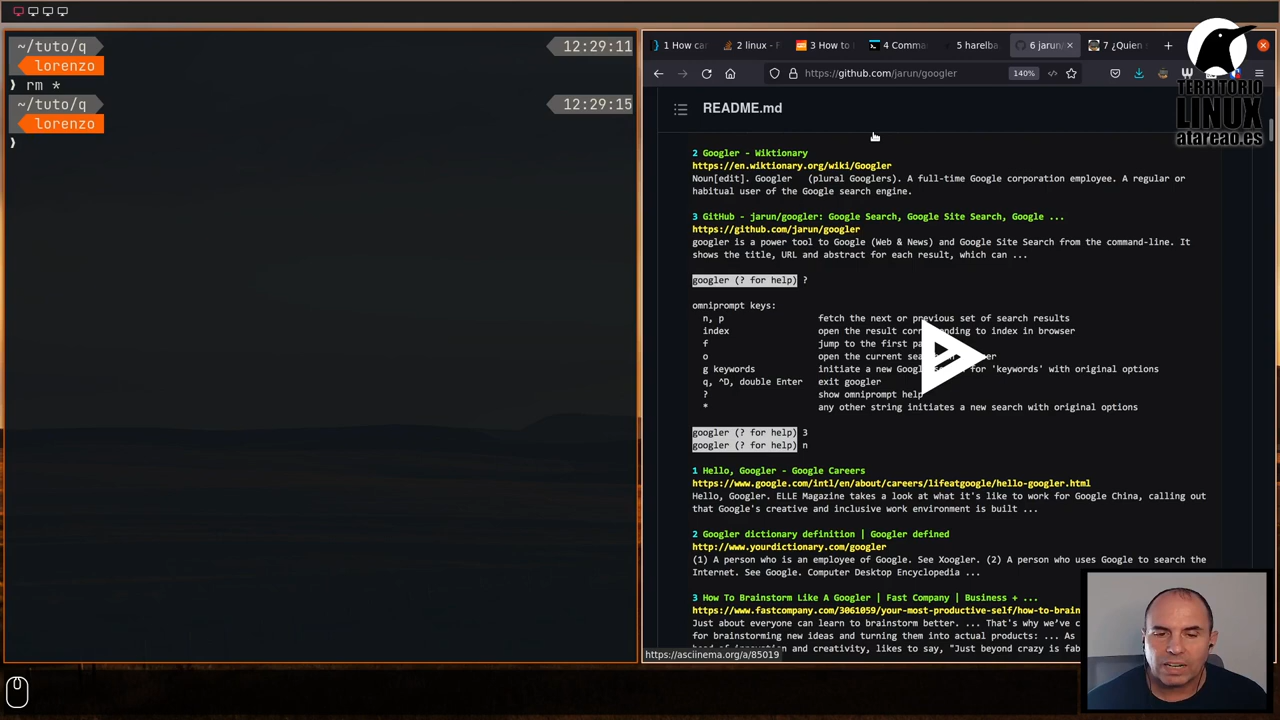 ~/tuto/q
12:29:11
lorenzo
❯ rm *
~/tuto/q
12:29:15
lorenzo
❯
1 How car
2 linux - F
3 How to
4 Comma
5 harelba
6 jarun/
7 ¿Quien
https://github.com/jarun/googler
140%
TERRITORIO
LINUX
atareao.es
README.md
2 Googler - Wiktionary
https://en.wiktionary.org/wiki/Googler
Noun[edit]. Googler (plural Googlers). A full-time Google corporation employee. A regular or
habitual user of the Google search engine.
3 GitHub - jarun/googler: Google Search, Google Site Search, Google ...
https://github.com/jarun/googler
googler is a power tool to Google (Web & News) and Google Site Search from the command-line. It
shows the title, URL and abstract for each result, which can ...
googler (? for help) ?
omniprompt keys:
n, p fetch the next or previous set of search results
index open the result corresponding to index in browser
f jump to the first pa
o open the current sea
g keywords initiate a new Goog for 'keywords' with original options
q, ^D, double Enter exit googler
? show omniprompt help
* any other string initiates a new search with original options
googler (? for help) 3
googler (? for help) n
1 Hello, Googler - Google Careers
https://www.google.com/intl/en/about/careers/lifeatgoogle/hello-googler.html
Hello, Googler. ELLE Magazine takes a look at what it's like to work for Google China, calling out
that Google's creative and inclusive work environment is built ...
2 Googler dictionary definition | Googler defined
http://www.yourdictionary.com/googler
(1) A person who is an employee of Google. See Xoogler. (2) A person who uses Google to search the
Internet. See Google. Computer Desktop Encyclopedia ...
3 How To Brainstorm Like A Googler | Fast Company | Business + ...
https://www.fastcompany.com/3061059/your-most-productive-self/how-to-brain
Just about everyone can learn to brainstorm better. ... That's why we've c
for brainstorming new ideas and turning them into actual products: ... As
and creativity, likes to say, "Just beyond crazy is fab
https://asciinema.org/a/85019